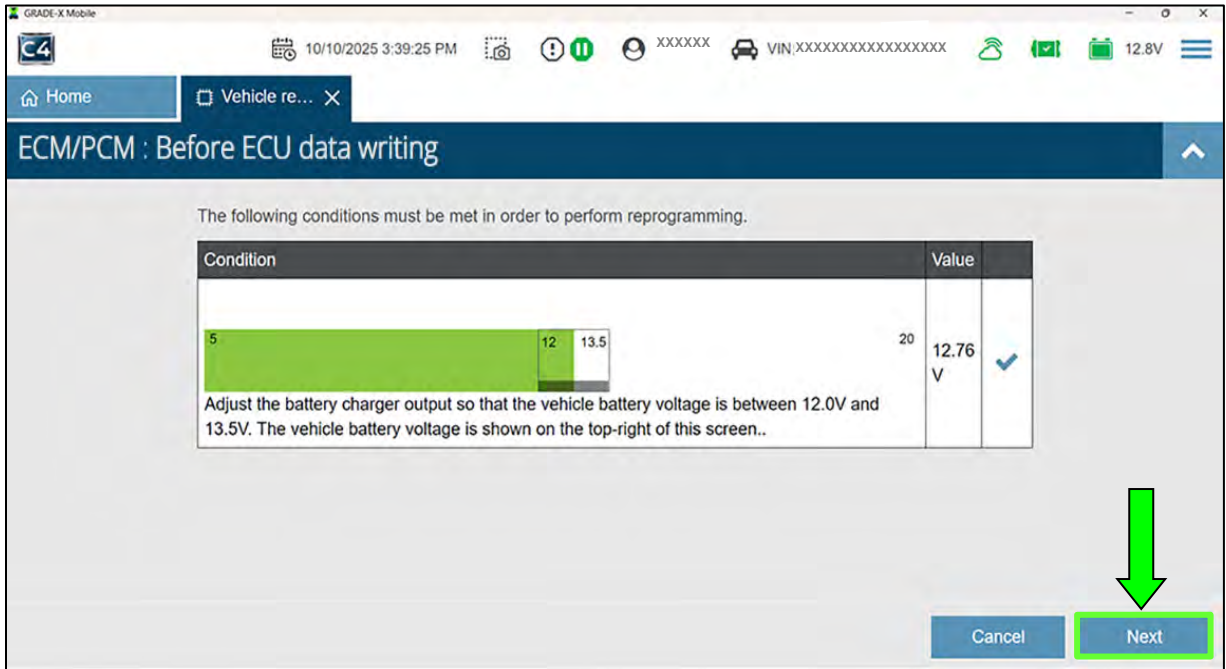 GRADE-X Mobile
C4 10/10/2025 3:39:25 PM XXXXXX VIN:XXXXXXXXXXXXXXXXX 12.8V
Home Vehicle re...
ECM/PCM : Before ECU data writing
The following conditions must be met in order to perform reprogramming.
Condition Value
5 12 13.5 20
12.76
V
Adjust the battery charger output so that the vehicle battery voltage is between 12.0V and
13.5V. The vehicle battery voltage is shown on the top-right of this screen..
Cancel Next